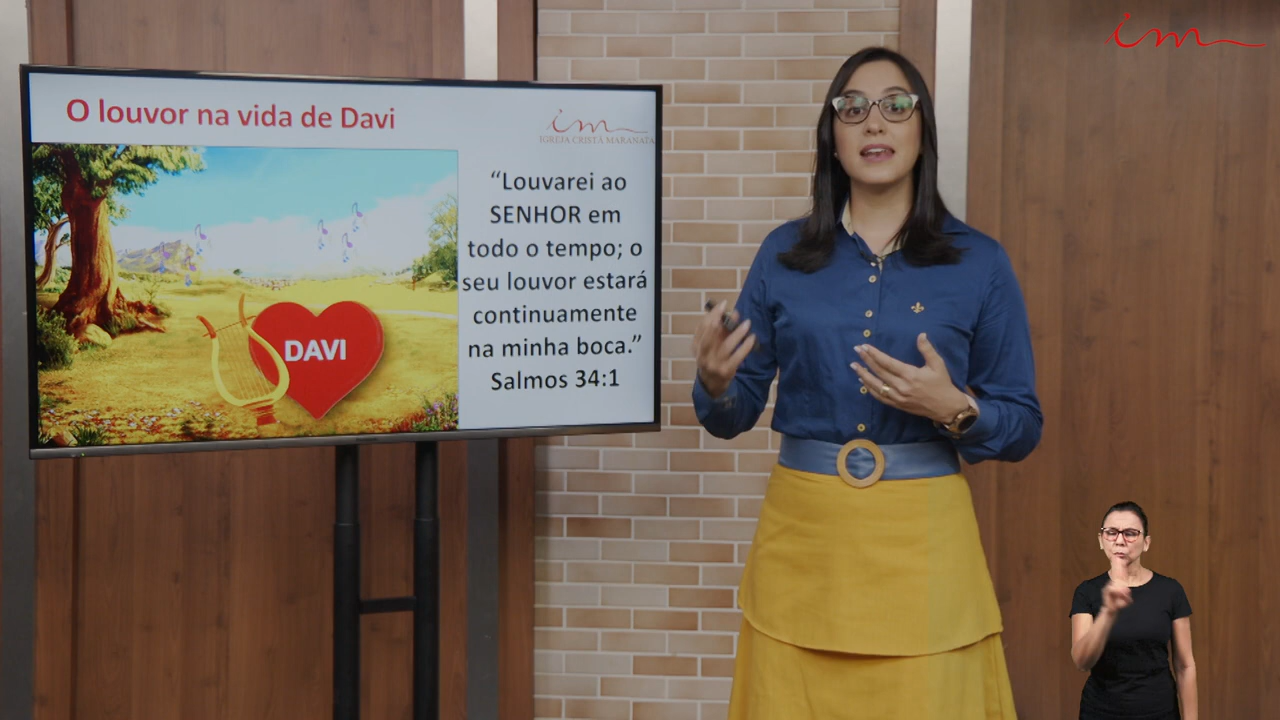 O louvor na vida de Davi
im
IGREJA CRISTÃ MARANATA
“Louvarei ao
SENHOR em
todo o tempo; o
seu louvor estará
continuamente
na minha boca.”
Salmos 34:1
DAVI
im